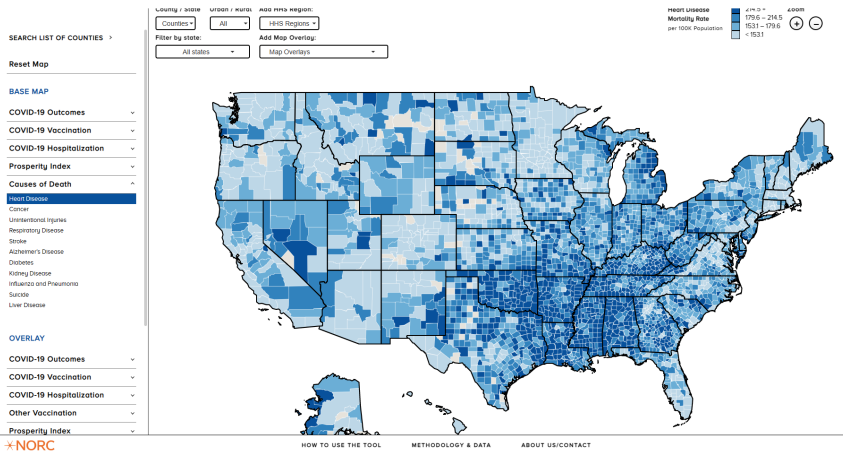 County / State Urban / Rural Add HHS Region:
Counties All HHS Regions
Filter by state: Add Map Overlay:
All states Map Overlays
Heart Disease
Mortality Rate
per 100K Population
214.5 +
179.6 – 214.5
153.1 – 179.6
< 153.1
Zoom
SEARCH LIST OF COUNTIES >
Reset Map
BASE MAP
COVID-19 Outcomes
COVID-19 Vaccination
COVID-19 Hospitalization
Prosperity Index
Causes of Death
Heart Disease
Cancer
Unintentional Injuries
Respiratory Disease
Stroke
Alzheimer's Disease
Diabetes
Kidney Disease
Influenza and Pneumonia
Suicide
Liver Disease
OVERLAY
COVID-19 Outcomes
COVID-19 Vaccination
COVID-19 Hospitalization
Other Vaccination
Prosperity Index
NORC
HOW TO USE THE TOOL METHODOLOGY & DATA ABOUT US/CONTACT